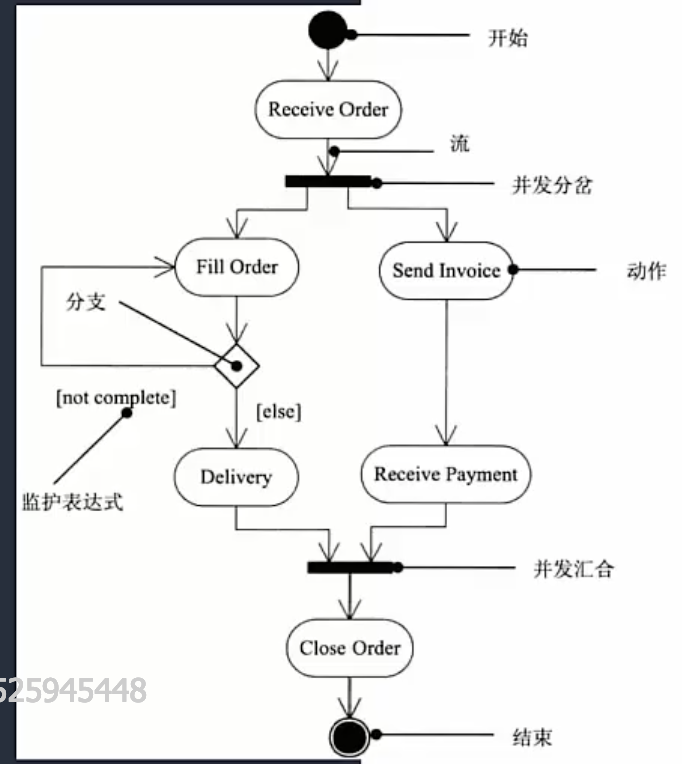 开始
Receive Order
流
并发分岔
Fill Order
Send Invoice
动作
分支
[not complete]
[else]
Delivery
Receive Payment
监护表达式
并发汇合
Close Order
525945448
结束